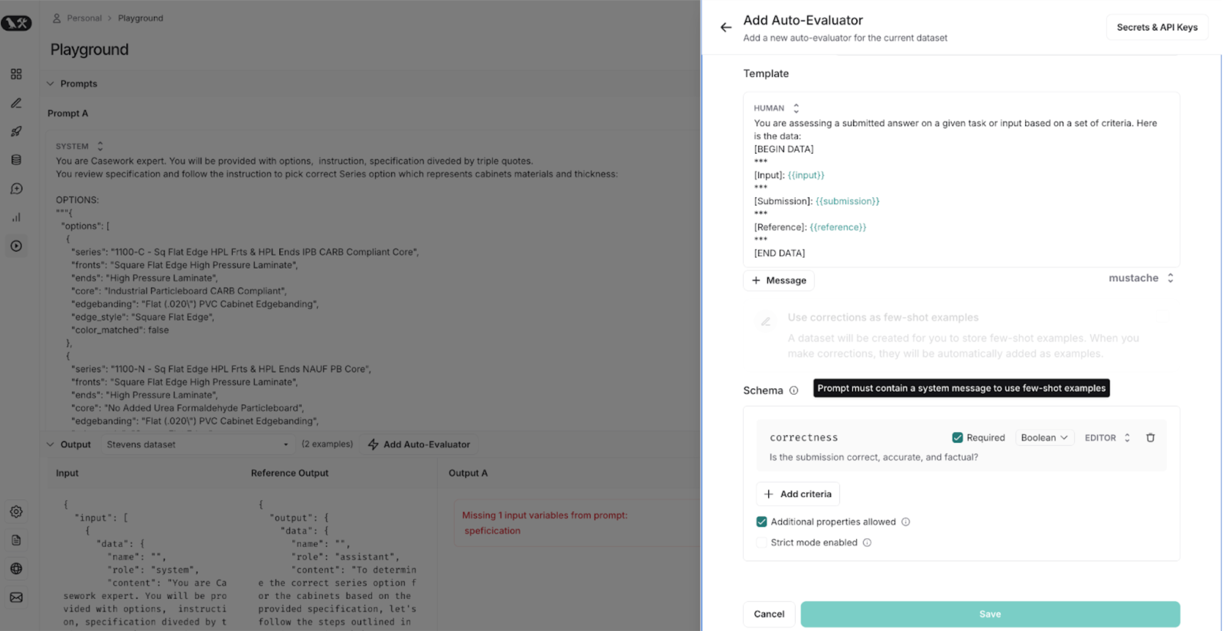 Personal > Playground
Playground
Prompts
Prompt A
SYSTEM
You are Casework expert. You will be provided with options,  instruction, specification diveded by triple quotes.
You review specification and follow the instruction to pick correct Series option which represents cabinets materials and thickness:
OPTIONS:
"""{
"options": [
{
"series": "1100-C - Sq Flat Edge HPL Frts & HPL Ends IPB CARB Compliant Core",
"fronts": "Square Flat Edge High Pressure Laminate",
"ends": "High Pressure Laminate",
"core": "Industrial Particleboard CARB Compliant",
"edgebanding": "Flat (.020\") PVC Cabinet Edgebanding",
"edge_style": "Square Flat Edge",
"color_matched": false
},
{
"series": "1100-N - Sq Flat Edge HPL Frts & HPL Ends NAUF PB Core",
"fronts": "Square Flat Edge High Pressure Laminate",
"ends": "High Pressure Laminate",
"core": "No Added Urea Formaldehyde Particleboard",
"edgebanding": "Flat (.020\") PVC Cabinet Edgebanding",
Output Stevens dataset (2 examples) Add Auto-Evaluator
Input Reference Output Output A
{
"input": [
{
"data": {
"name": "",
"role": "system",
"content": "You are Ca
sework expert. You will be pro
vided with options,  instructi
on, specification diveded by t
{
"output": {
"data": {
"name": "",
"role": "assistant",
"content": "To determin
e the correct series option f
or the cabinets based on the
provided specification, let's
follow the steps outlined in
Missing 1 input variables from prompt:
speficication
Add Auto-Evaluator
Add a new auto-evaluator for the current dataset
Secrets & API Keys
Template
HUMAN
You are assessing a submitted answer on a given task or input based on a set of criteria. Here
is the data:
[BEGIN DATA]
***
[Input]: {{input}}
***
[Submission]: {{submission}}
***
[Reference]: {{reference}}
***
[END DATA]
+ Message
mustache
Use corrections as few-shot examples
A dataset will be created for you to store few-shot examples. When you
make corrections, they will be automatically added as examples.
Schema
Prompt must contain a system message to use few-shot examples
correctness Required Boolean EDITOR
Is the submission correct, accurate, and factual?
+ Add criteria
Additional properties allowed
Strict mode enabled
Cancel Save